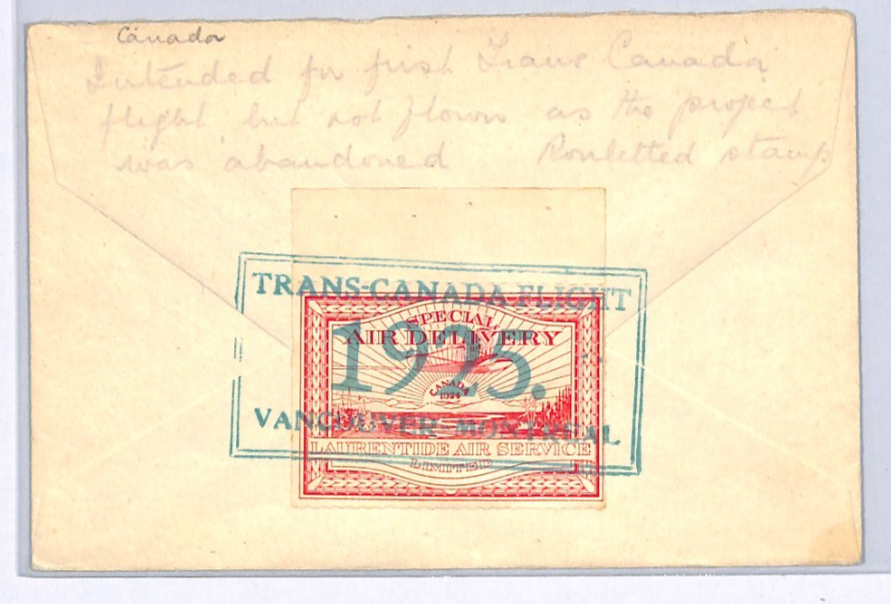 Canada
Intended for first Trans Canada
flight, but not flown as the project
was abandoned Rouletted stamp
TRANS-CANADA FLIGHT
SPECIAL
AIR DELIVERY
1925.
CANADA
1924
VANCOUVER MONTREAL
LAURENTIDE AIR SERVICE
LIMITED